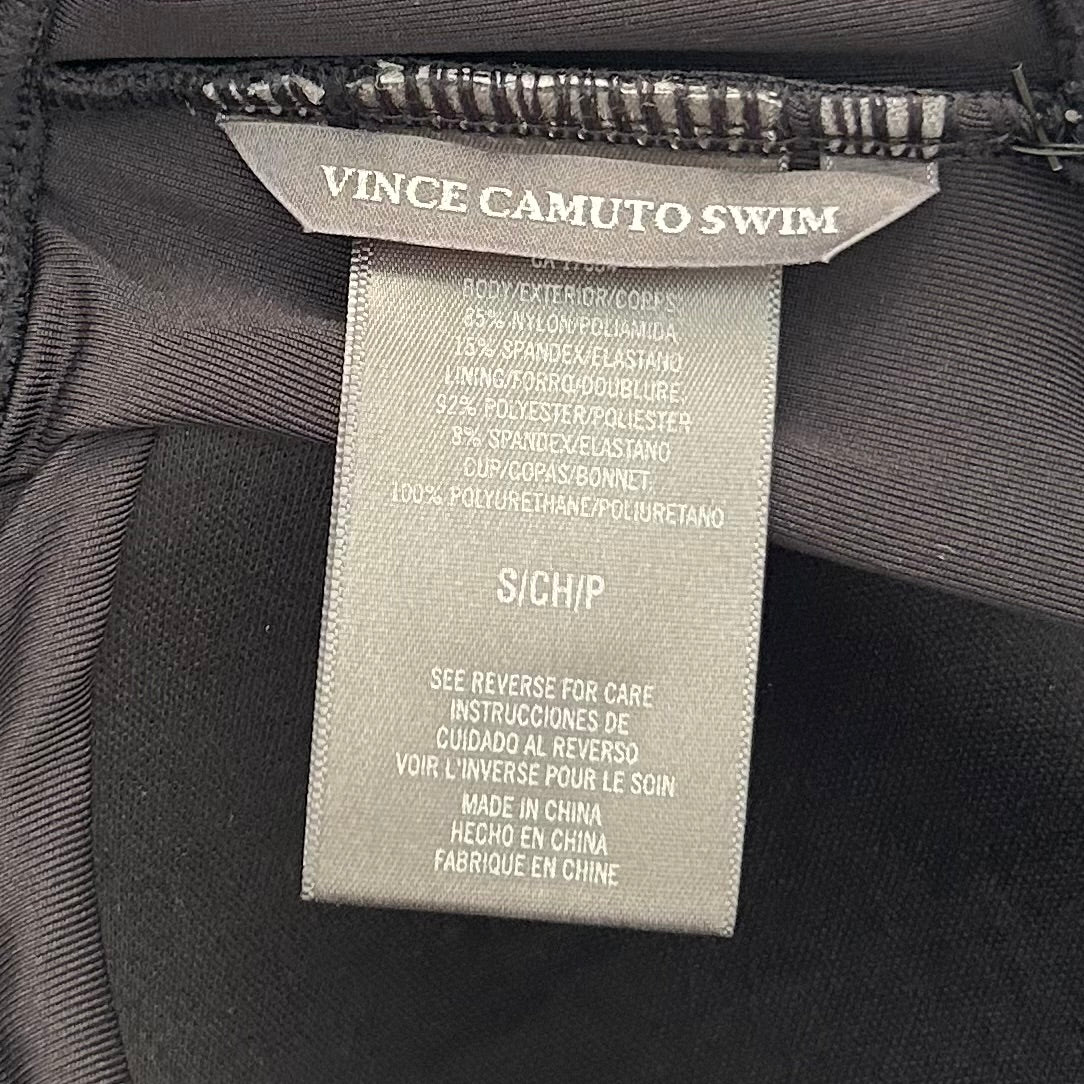 VINCE CAMUTO SWIM
BODY/EXTERIOR/CORPS
85% NYLON/POLIAMIDA
15% SPANDEX/ELASTANO
LINING/FORRO/DOUBLURE:
92% POLYESTER/POLIESTER
8% SPANDEX/ELASTANO
CUP/COPAS/BONNET.
100% POLYURETHANE/POLIURETANO
S/CH/P
SEE REVERSE FOR CARE
INSTRUCCIONES DE
CUIDADO AL REVERSO
VOIR L'INVERSE POUR LE SOIN
MADE IN CHINA
HECHO EN CHINA
FABRIQUE EN CHINE